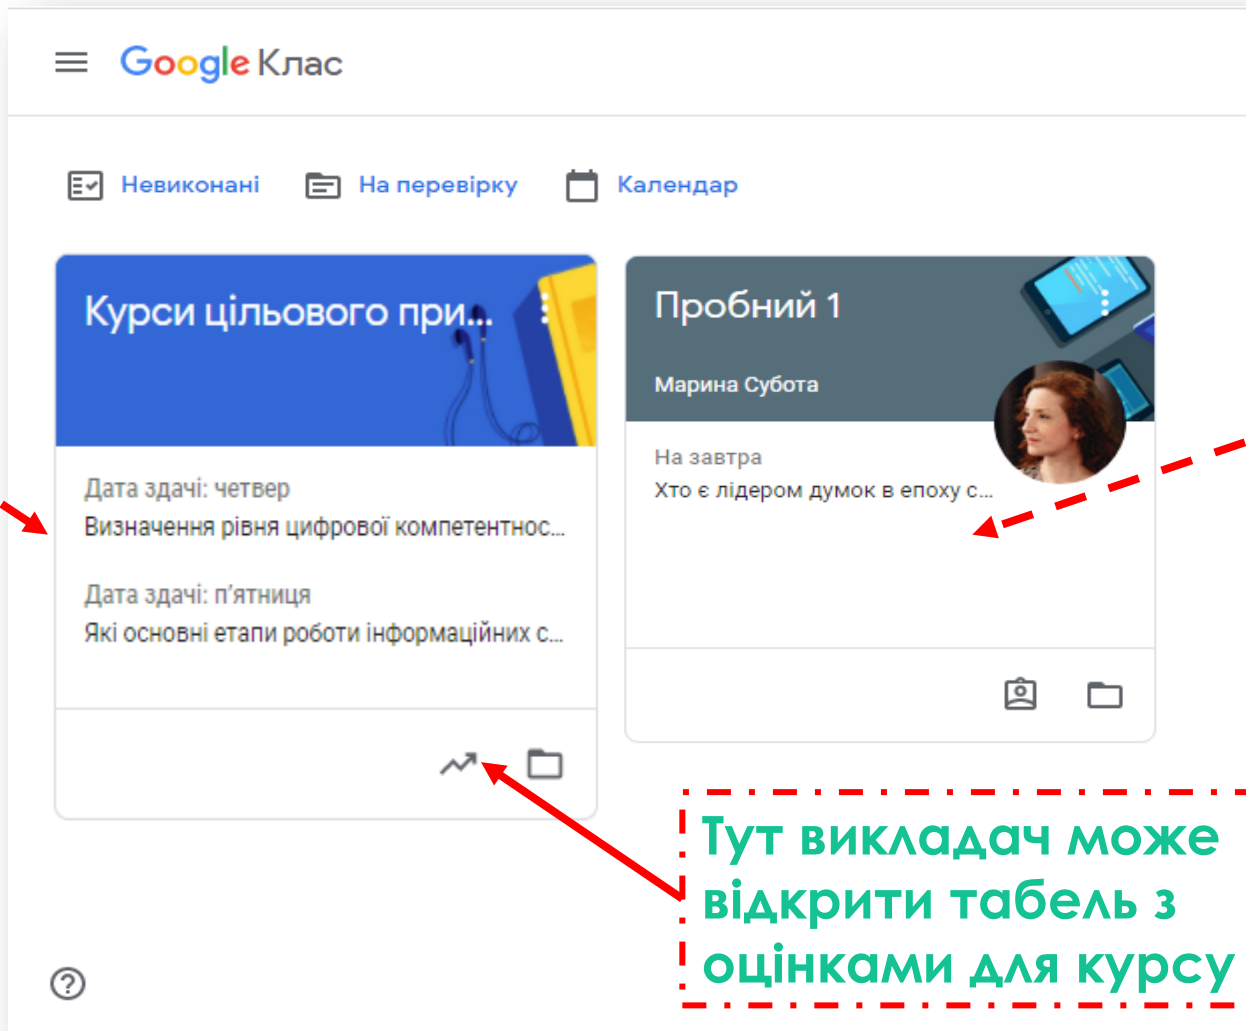 Google Клас
Невиконані На перевірку Календар
Курси цільового при...
Дата здачі: четвер
Визначення рівня цифрової компетентнос...
Дата здачі: п'ятниця
Які основні етапи роботи інформаційних с...
Пробний 1
Марина Субота
На завтра
Хто є лідером думок в епоху с...
Тут викладач може
відкрити табель з
оцінками для курсу